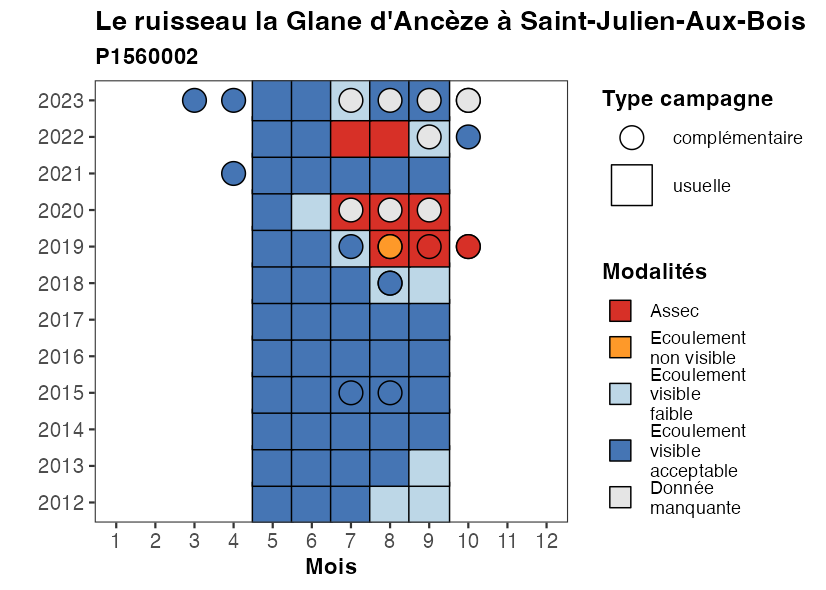 Le ruisseau la Glane d'Ancèze à Saint-Julien-Aux-Bois
P1560002
2023
2022
2021
2020
2019
2018
2017
2016
2015
2014
2013
2012
1 2 3 4 5 6 7 8 9 10 11 12
Mois
Type campagne
complémentaire
usuelle
Modalités
Assec
Ecoulement
non visible
Ecoulement
visible
faible
Ecoulement
visible
acceptable
Donnée
manquante